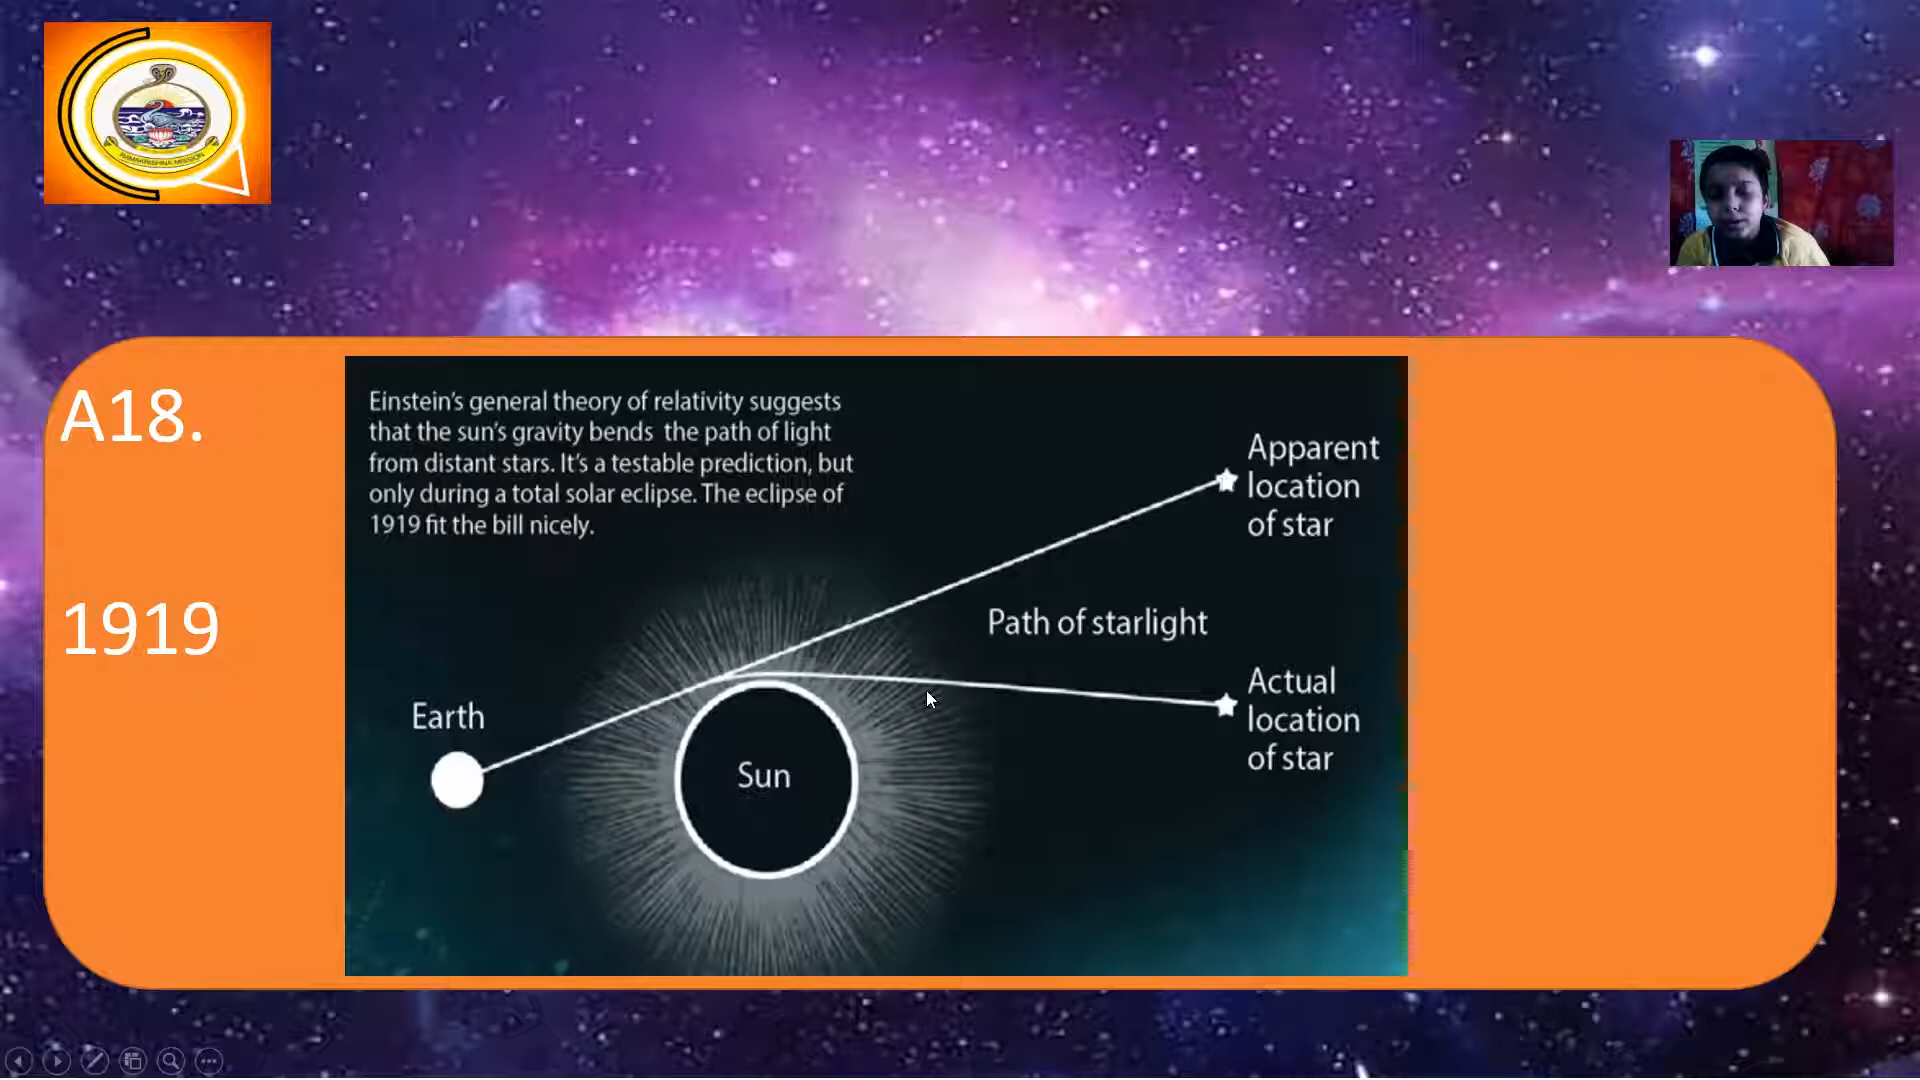 RAMAKRISHNA MISSION
A18.
1919
Einstein's general theory of relativity suggests
that the sun's gravity bends the path of light
from distant stars. It's a testable prediction, but
only during a total solar eclipse. The eclipse of
1919 fit the bill nicely.
Apparent
location
of star
Path of starlight
Actual
location
of star
Earth
Sun